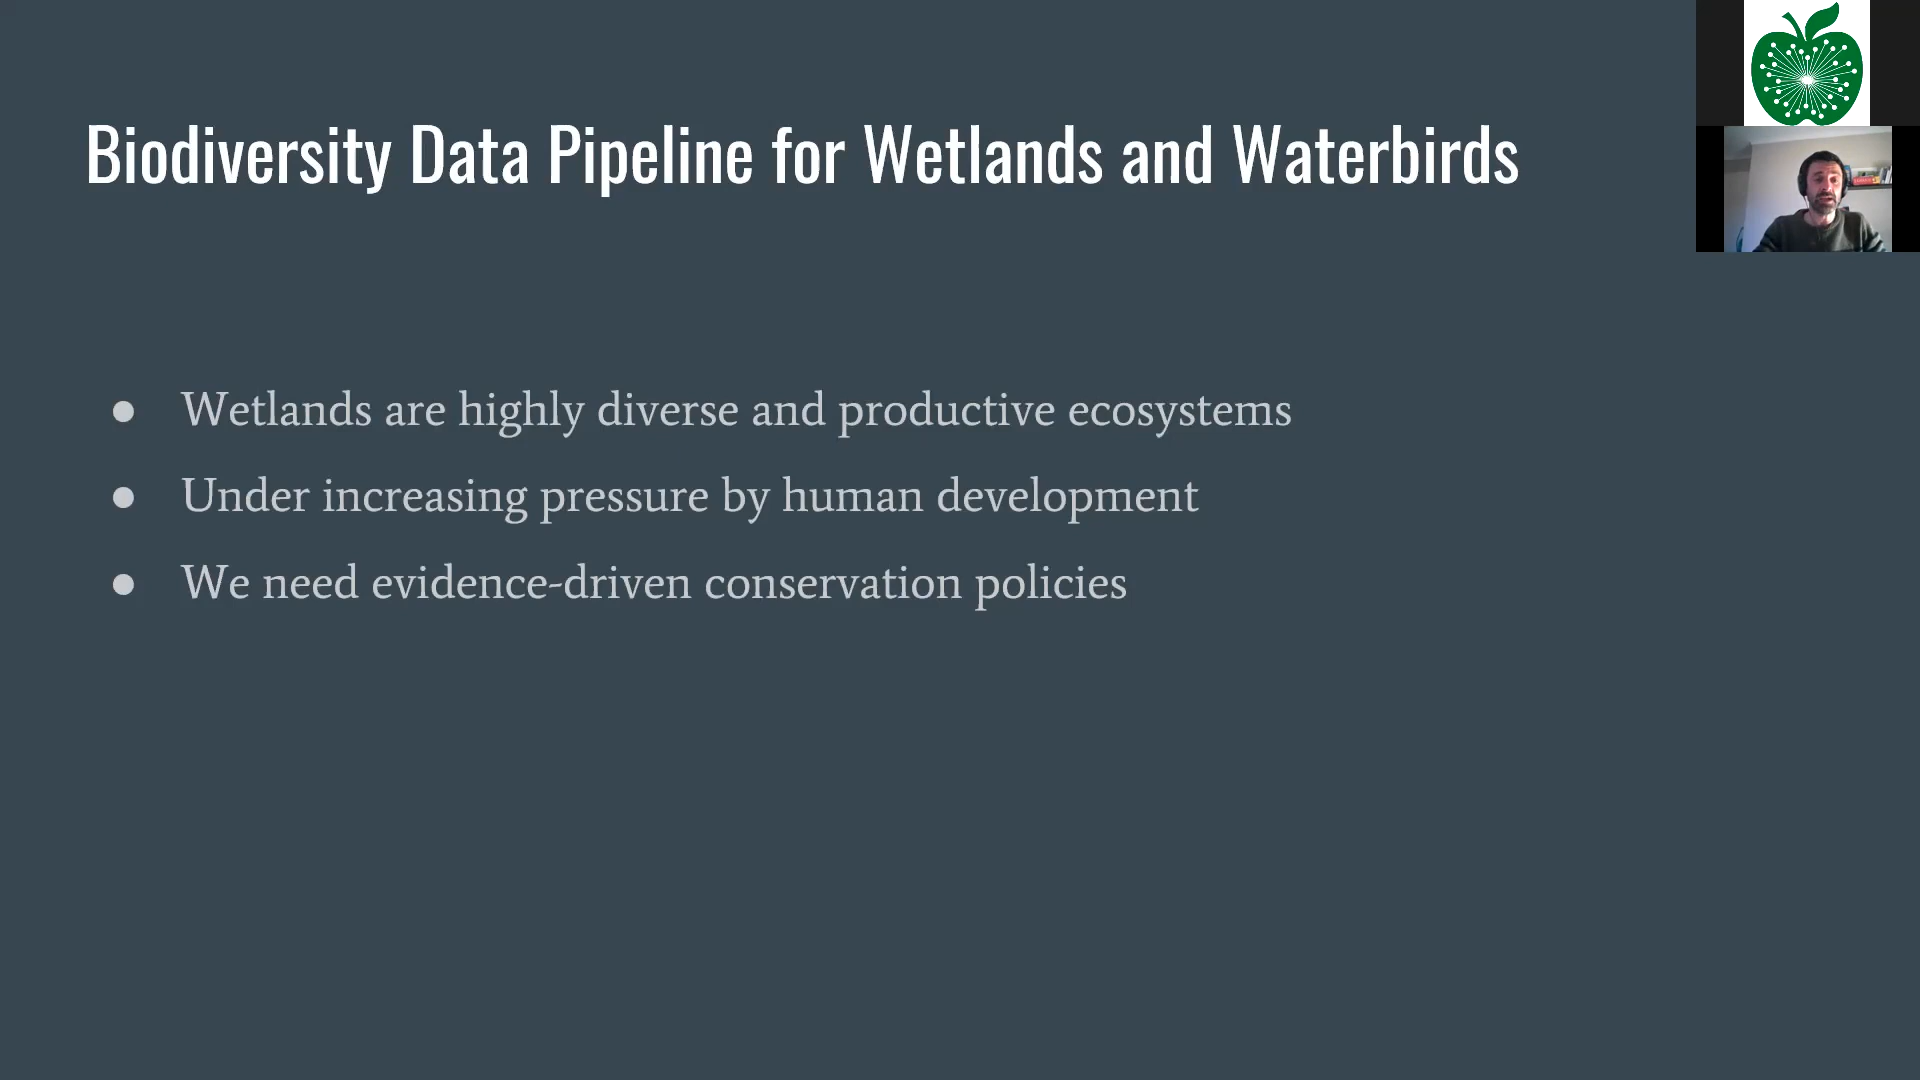 Biodiversity Data Pipeline for Wetlands and Waterbirds
● Wetlands are highly diverse and productive ecosystems
● Under increasing pressure by human development
● We need evidence-driven conservation policies